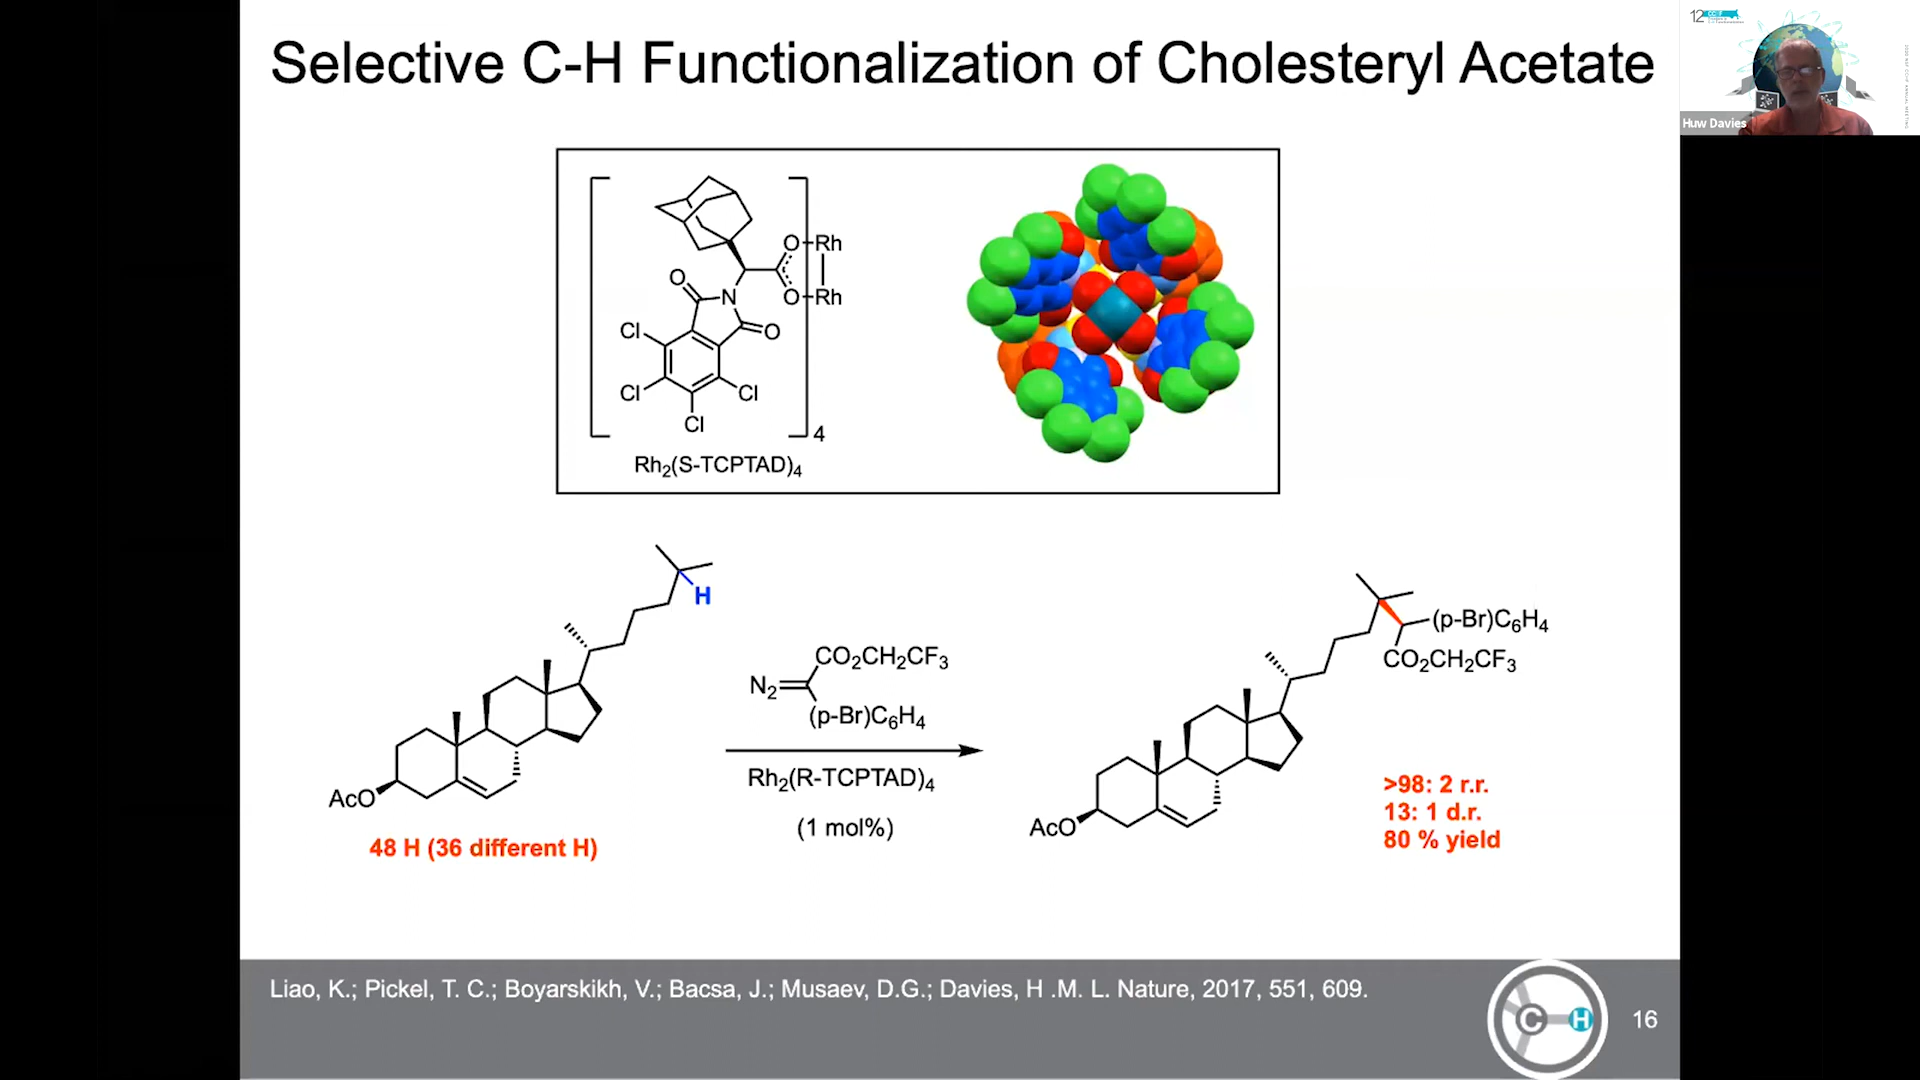 Selective C-H Functionalization of Cholesteryl Acetate
12
Huw Davies
O Rh
O
N
O Rh
O
Cl
Cl
Cl
Cl
4
Rh2(S-TCPTAD)4
H
AcO
48 H (36 different H)
CO2CH2CF3
N2
(p-Br)C6H4
Rh2(R-TCPTAD)4
(1 mol%)
(p-Br)C6H4
CO2CH2CF3
AcO
>98: 2 r.r.
13: 1 d.r.
80 % yield
Liao, K.; Pickel, T. C.; Boyarskikh, V.; Bacsa, J.; Musaev, D.G.; Davies, H .M. L. Nature, 2017, 551, 609.
C H
16